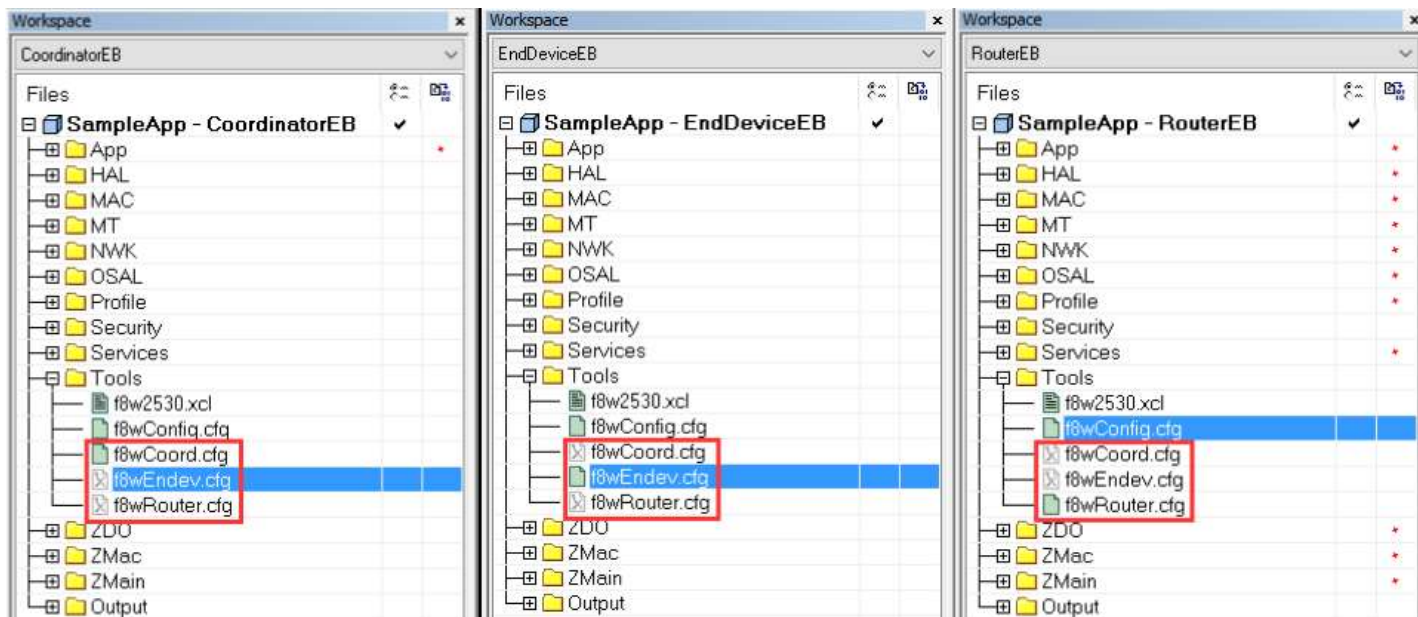 Workspace
CoordinatorEB
Files
SampleApp - CoordinatorEB
App
HAL
MAC
MT
NWK
OSAL
Profile
Security
Services
Tools
f8w2530.xcl
f8wConfig.cfg
f8wCoord.cfg
f8wEndev.cfg
f8wRouter.cfg
ZDO
ZMac
ZMain
Output
Workspace
EndDeviceEB
Files
SampleApp - EndDeviceEB
App
HAL
MAC
MT
NWK
OSAL
Profile
Security
Services
Tools
f8w2530.xcl
f8wConfig.cfg
f8wCoord.cfg
f8wEndev.cfg
f8wRouter.cfg
ZDO
ZMac
ZMain
Output
Workspace
RouterEB
Files
SampleApp - RouterEB
App
HAL
MAC
MT
NWK
OSAL
Profile
Security
Services
Tools
f8w2530.xcl
f8wConfig.cfg
f8wCoord.cfg
f8wEndev.cfg
f8wRouter.cfg
ZDO
ZMac
ZMain
Output